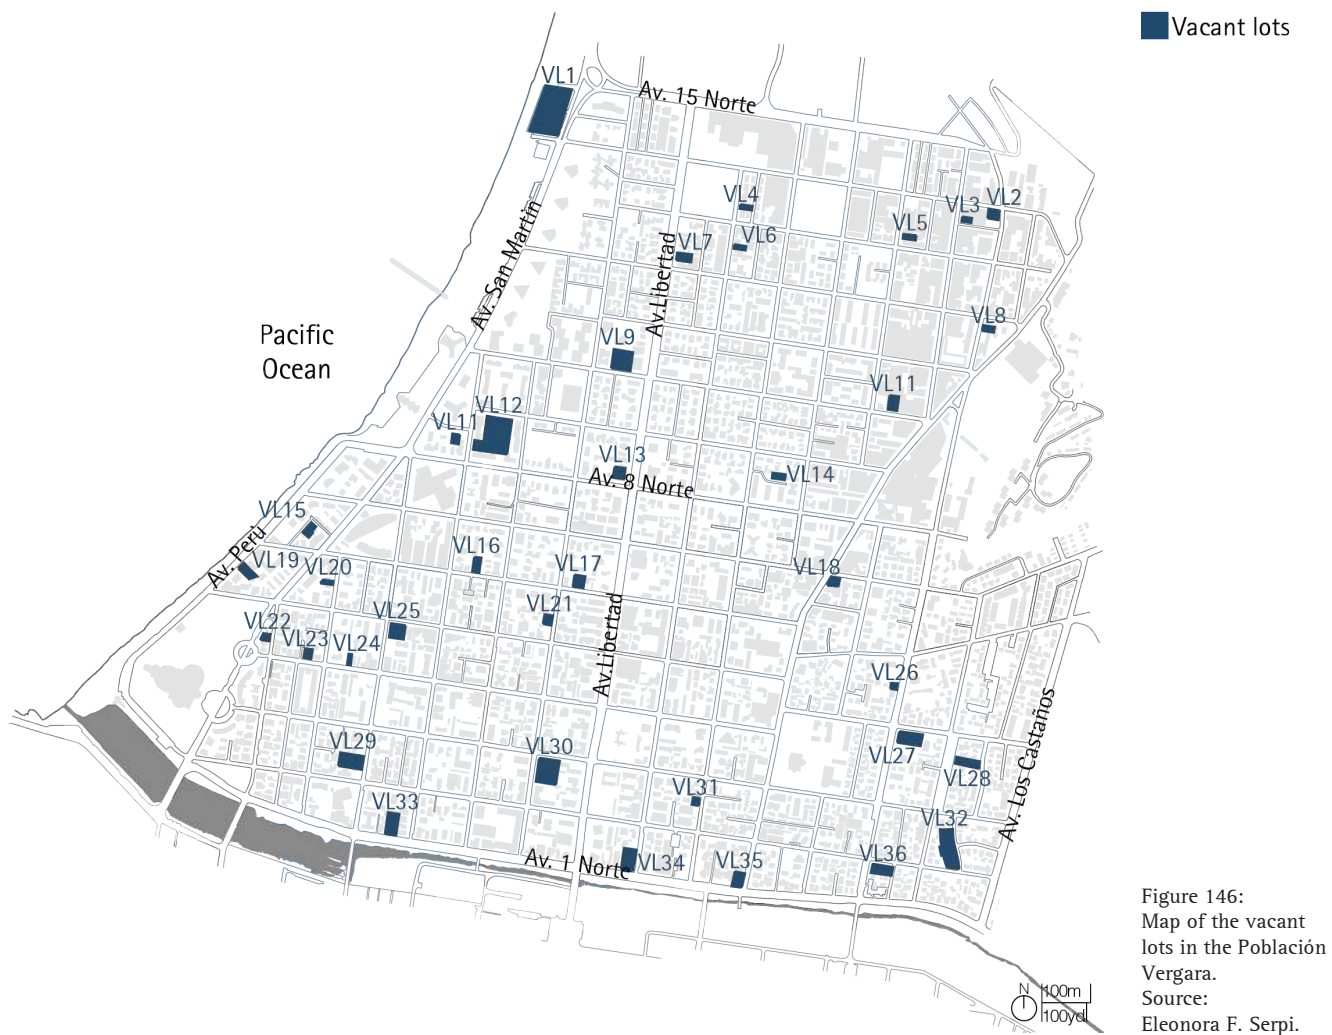 Vacant lots
VL1
Av. 15 Norte
VL4
VL3
VL2
VL5
VL6
VL7
Av. San Martín
Av.Libertad
VL8
Pacific
Ocean
VL9
VL11
VL12
VL11
VL13
VL14
Av. 8 Norte
VL15
Av. Perù
VL19
VL20
VL16
VL17
VL18
VL21
VL25
VL22
VL23
VL24
Av.Libertad
VL26
VL27
VL28
Av. Los Castaños
VL29
VL30
VL31
VL33
VL32
VL34
VL35
VL36
Av. 1 Norte
N
100m
100yd
Figure 146:
Map of the vacant
lots in the Población
Vergara.
Source:
Eleonora F. Serpi.